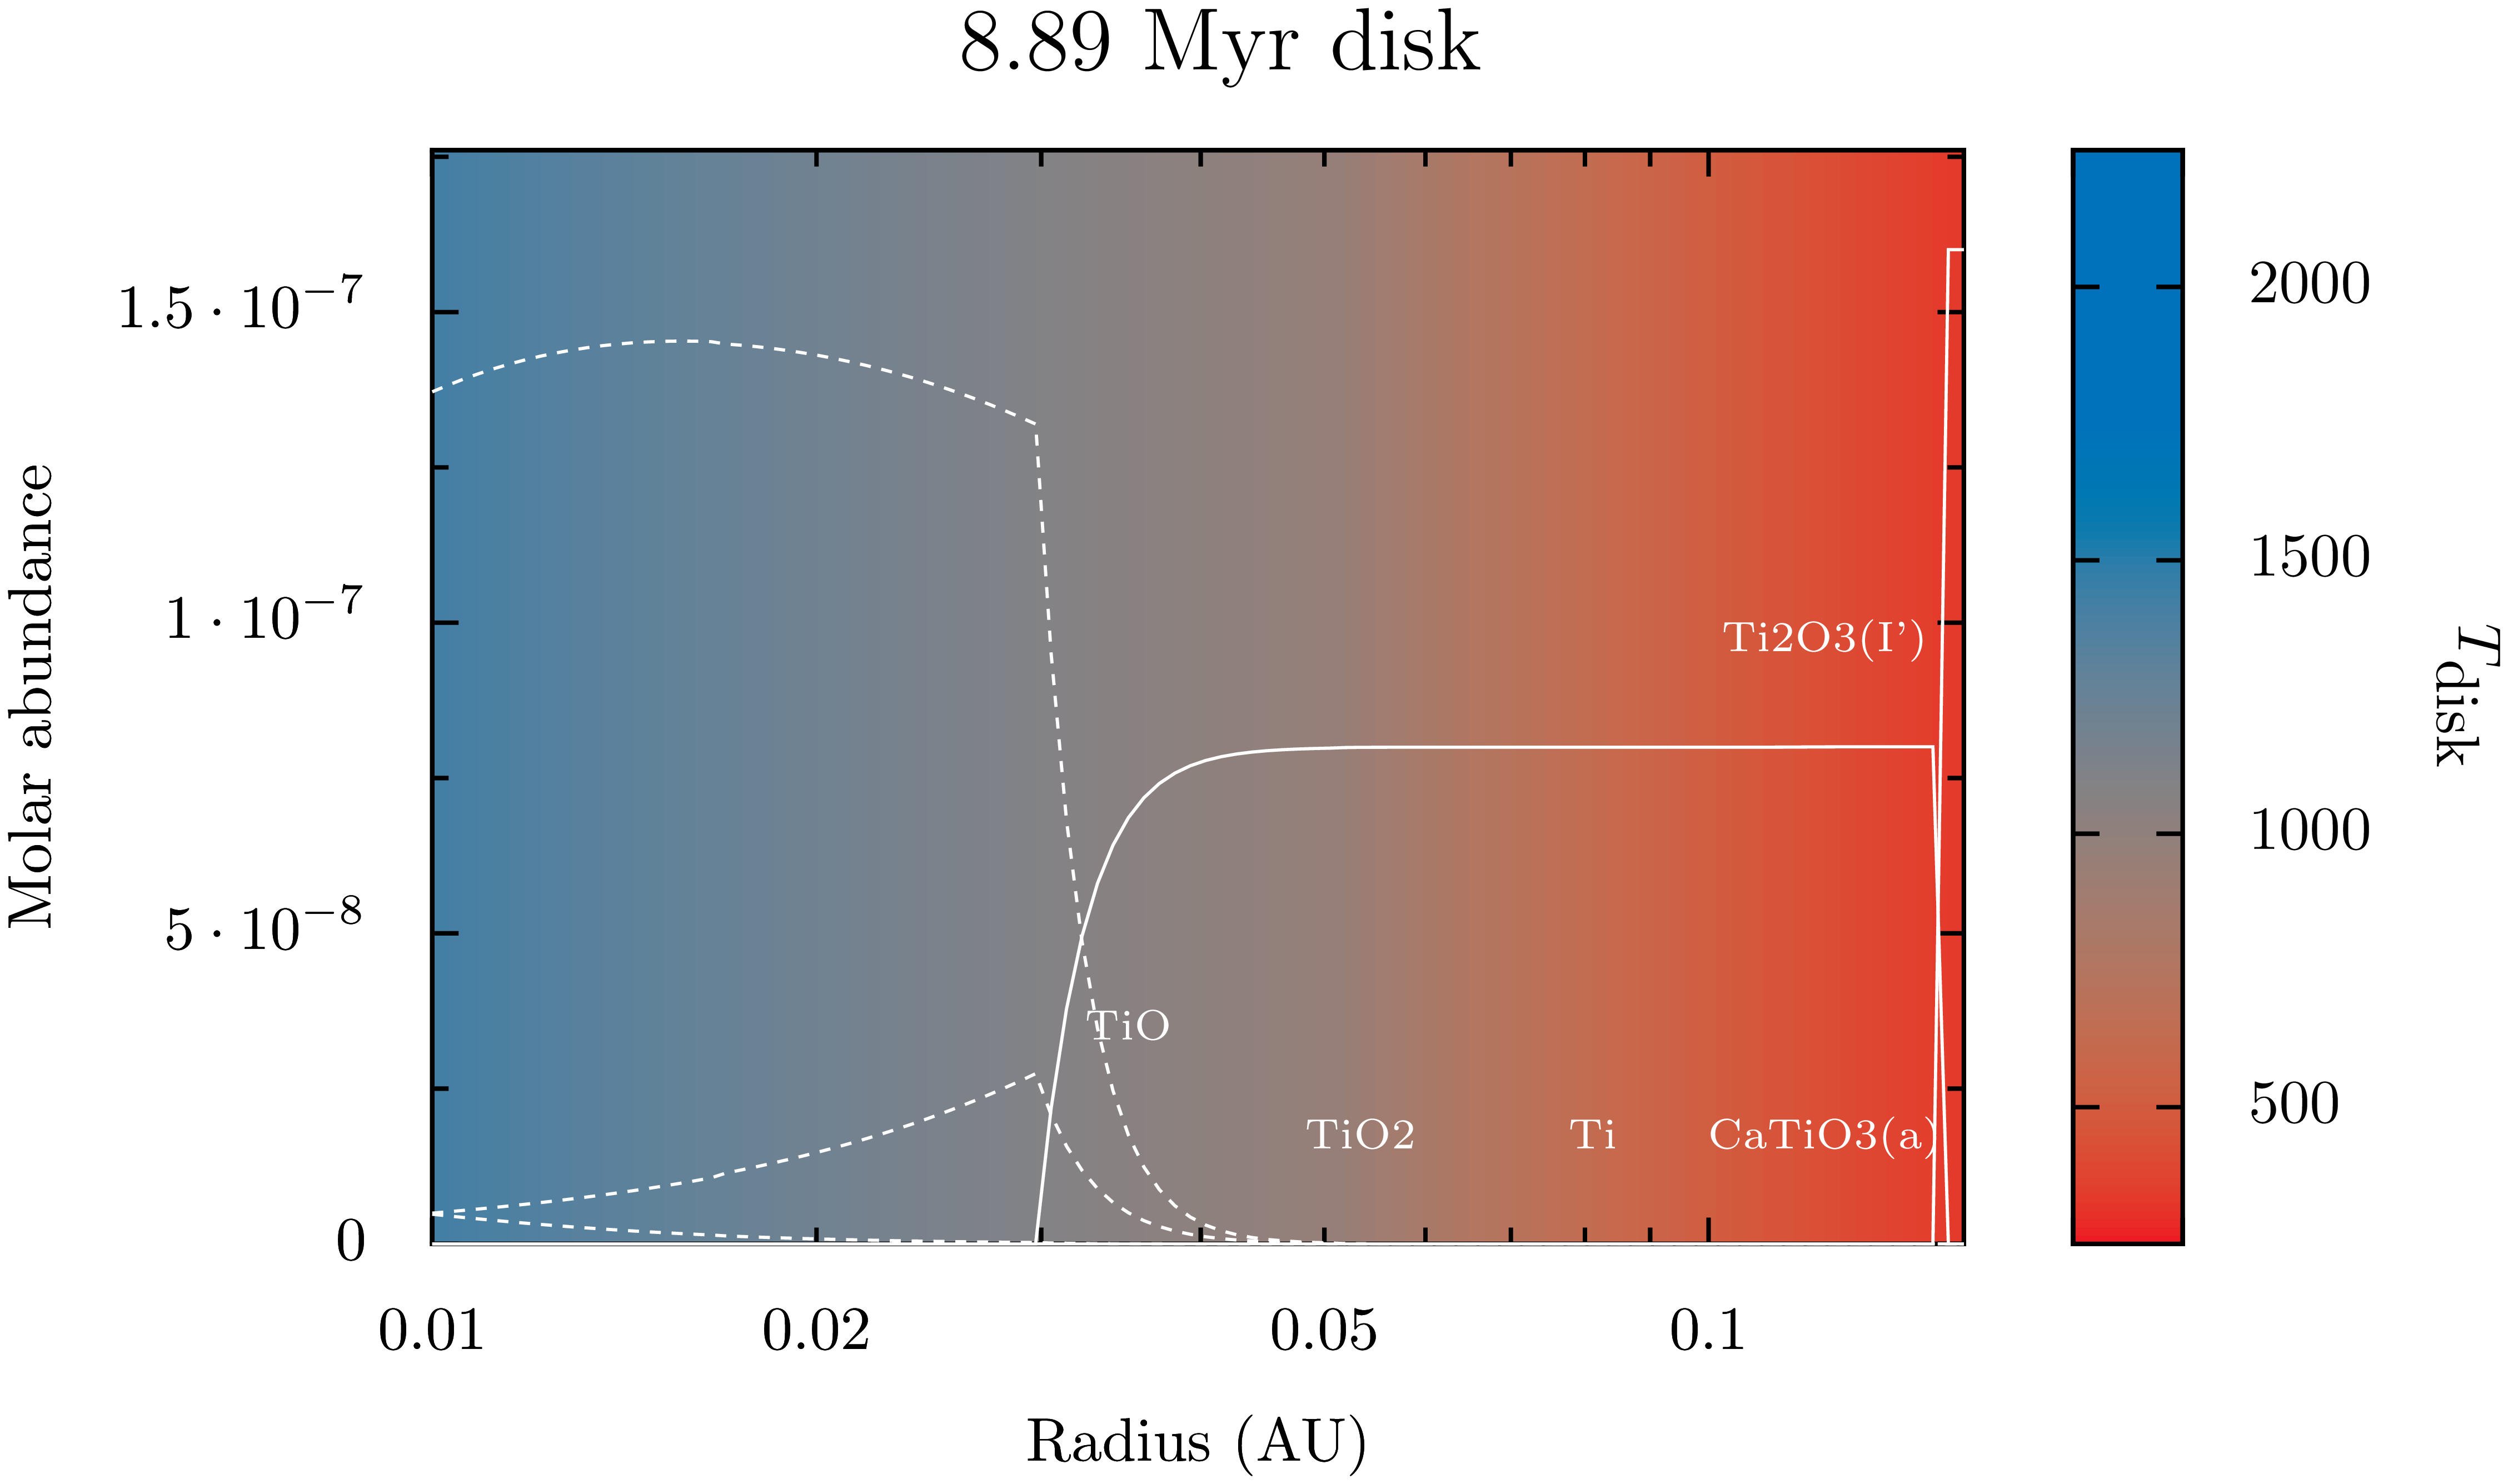 8.89 Myr disk
Molar abundance
1.5 · 10⁻⁷
1 · 10⁻⁷
5 · 10⁻⁸
0
Ti2O3(I')
TiO
TiO2
Ti
CaTiO3(a)
0.01
0.02
0.05
0.1
Radius (AU)
2000
1500
1000
500
T_disk